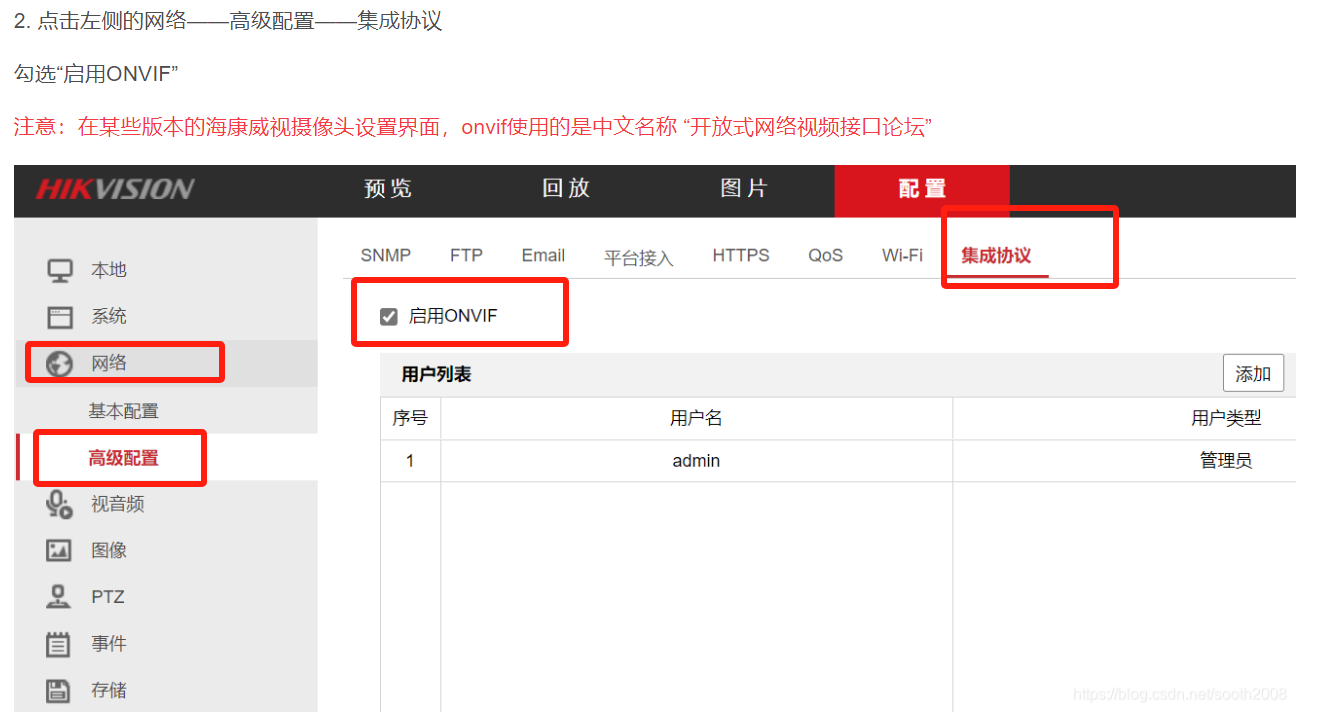 2. 点击左侧的网络——高级配置——集成协议
勾选“启用ONVIF”
注意：在某些版本的海康威视摄像头设置界面，onvif使用的是中文名称 “开放式网络视频接口论坛”
HIKVISION 预览 回放 图片 配置
SNMP FTP Email 平台接入 HTTPS QoS Wi-Fi 集成协议
本地
系统
网络
基本配置
高级配置
视音频
图像
PTZ
事件
存储
启用ONVIF
用户列表 添加
序号 用户名 用户类型
1 admin 管理员
https://blog.csdn.net/sooth2008